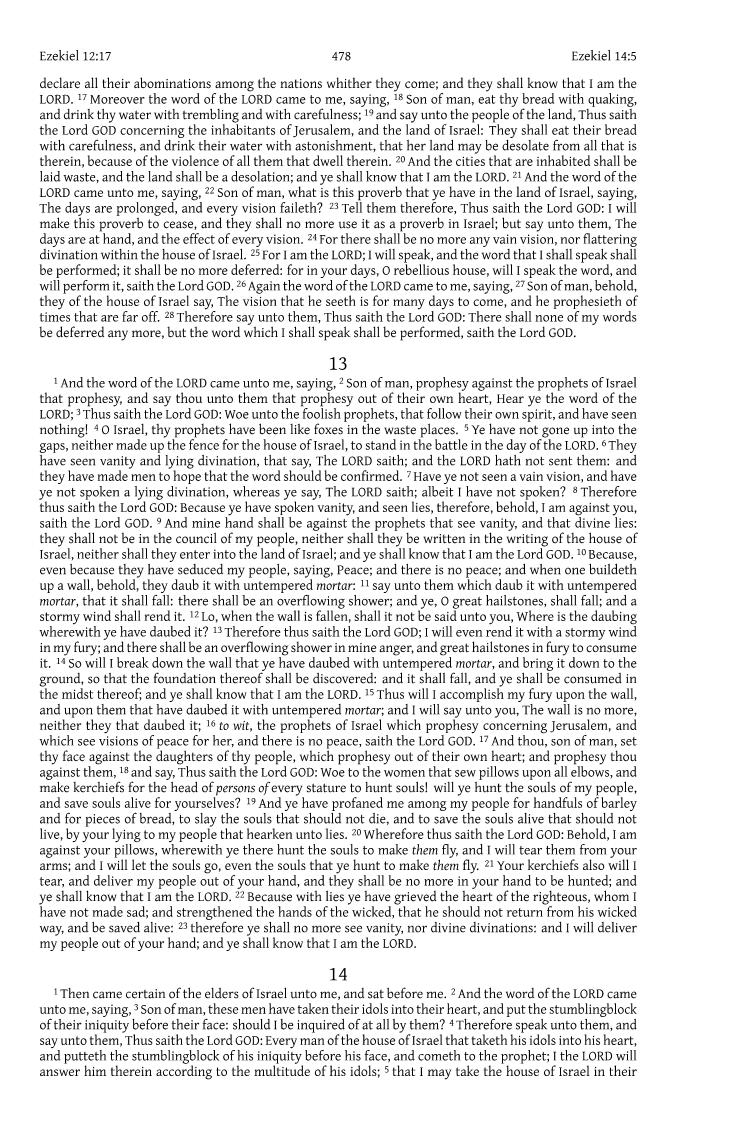 Ezekiel 12:17 478 Ezekiel 14:5
declare all their abominations among the nations whither they come; and they shall know that I am the
LORD. 17 Moreover the word of the LORD came to me, saying, 18 Son of man, eat thy bread with quaking,
and drink thy water with trembling and with carefulness; 19 and say unto the people of the land, Thus saith
the Lord GOD concerning the inhabitants of Jerusalem, and the land of Israel: They shall eat their bread
with carefulness, and drink their water with astonishment, that her land may be desolate from all that is
therein, because of the violence of all them that dwell therein. 20 And the cities that are inhabited shall be
laid waste, and the land shall be a desolation; and ye shall know that I am the LORD. 21 And the word of the
LORD came unto me, saying, 22 Son of man, what is this proverb that ye have in the land of Israel, saying,
The days are prolonged, and every vision faileth? 23 Tell them therefore, Thus saith the Lord GOD: I will
make this proverb to cease, and they shall no more use it as a proverb in Israel; but say unto them, The
days are at hand, and the effect of every vision. 24 For there shall be no more any vain vision, nor flattering
divination within the house of Israel. 25 For I am the LORD; I will speak, and the word that I shall speak shall
be performed; it shall be no more deferred: for in your days, O rebellious house, will I speak the word, and
will perform it, saith the Lord GOD. 26 Again the word of the LORD came to me, saying, 27 Son of man, behold,
they of the house of Israel say, The vision that he seeth is for many days to come, and he prophesieth of
times that are far off. 28 Therefore say unto them, Thus saith the Lord GOD: There shall none of my words
be deferred any more, but the word which I shall speak shall be performed, saith the Lord GOD.
13
1 And the word of the LORD came unto me, saying, 2 Son of man, prophesy against the prophets of Israel
that prophesy, and say thou unto them that prophesy out of their own heart, Hear ye the word of the
LORD; 3 Thus saith the Lord GOD: Woe unto the foolish prophets, that follow their own spirit, and have seen
nothing! 4 O Israel, thy prophets have been like foxes in the waste places. 5 Ye have not gone up into the
gaps, neither made up the fence for the house of Israel, to stand in the battle in the day of the LORD. 6 They
have seen vanity and lying divination, that say, The LORD saith; and the LORD hath not sent them: and
they have made men to hope that the word should be confirmed. 7 Have ye not seen a vain vision, and have
ye not spoken a lying divination, whereas ye say, The LORD saith; albeit I have not spoken? 8 Therefore
thus saith the Lord GOD: Because ye have spoken vanity, and seen lies, therefore, behold, I am against you,
saith the Lord GOD. 9 And mine hand shall be against the prophets that see vanity, and that divine lies:
they shall not be in the council of my people, neither shall they be written in the writing of the house of
Israel, neither shall they enter into the land of Israel; and ye shall know that I am the Lord GOD. 10 Because,
even because they have seduced my people, saying, Peace; and there is no peace; and when one buildeth
up a wall, behold, they daub it with untempered mortar: 11 say unto them which daub it with untempered
mortar, that it shall fall: there shall be an overflowing shower; and ye, O great hailstones, shall fall; and a
stormy wind shall rend it. 12 Lo, when the wall is fallen, shall it not be said unto you, Where is the daubing
wherewith ye have daubed it? 13 Therefore thus saith the Lord GOD; I will even rend it with a stormy wind
in my fury; and there shall be an overflowing shower in mine anger, and great hailstones in fury to consume
it. 14 So will I break down the wall that ye have daubed with untempered mortar, and bring it down to the
ground, so that the foundation thereof shall be discovered: and it shall fall, and ye shall be consumed in
the midst thereof; and ye shall know that I am the LORD. 15 Thus will I accomplish my fury upon the wall,
and upon them that have daubed it with untempered mortar; and I will say unto you, The wall is no more,
neither they that daubed it; 16 to wit, the prophets of Israel which prophesy concerning Jerusalem, and
which see visions of peace for her, and there is no peace, saith the Lord GOD. 17 And thou, son of man, set
thy face against the daughters of thy people, which prophesy out of their own heart; and prophesy thou
against them, 18 and say, Thus saith the Lord GOD: Woe to the women that sew pillows upon all elbows, and
make kerchiefs for the head of persons of every stature to hunt souls! will ye hunt the souls of my people,
and save souls alive for yourselves? 19 And ye have profaned me among my people for handfuls of barley
and for pieces of bread, to slay the souls that should not die, and to save the souls alive that should not
live, by your lying to my people that hearken unto lies. 20 Wherefore thus saith the Lord GOD: Behold, I am
against your pillows, wherewith ye there hunt the souls to make them fly, and I will tear them from your
arms; and I will let the souls go, even the souls that ye hunt to make them fly. 21 Your kerchiefs also will I
tear, and deliver my people out of your hand, and they shall be no more in your hand to be hunted; and
ye shall know that I am the LORD. 22 Because with lies ye have grieved the heart of the righteous, whom I
have not made sad; and strengthened the hands of the wicked, that he should not return from his wicked
way, and be saved alive: 23 therefore ye shall no more see vanity, nor divine divinations: and I will deliver
my people out of your hand; and ye shall know that I am the LORD.
14
1 Then came certain of the elders of Israel unto me, and sat before me. 2 And the word of the LORD came
unto me, saying, 3 Son of man, these men have taken their idols into their heart, and put the stumblingblock
of their iniquity before their face: should I be inquired of at all by them? 4 Therefore speak unto them, and
say unto them, Thus saith the Lord GOD: Every man of the house of Israel that taketh his idols into his heart,
and putteth the stumblingblock of his iniquity before his face, and cometh to the prophet; I the LORD will
answer him therein according to the multitude of his idols; 5 that I may take the house of Israel in their